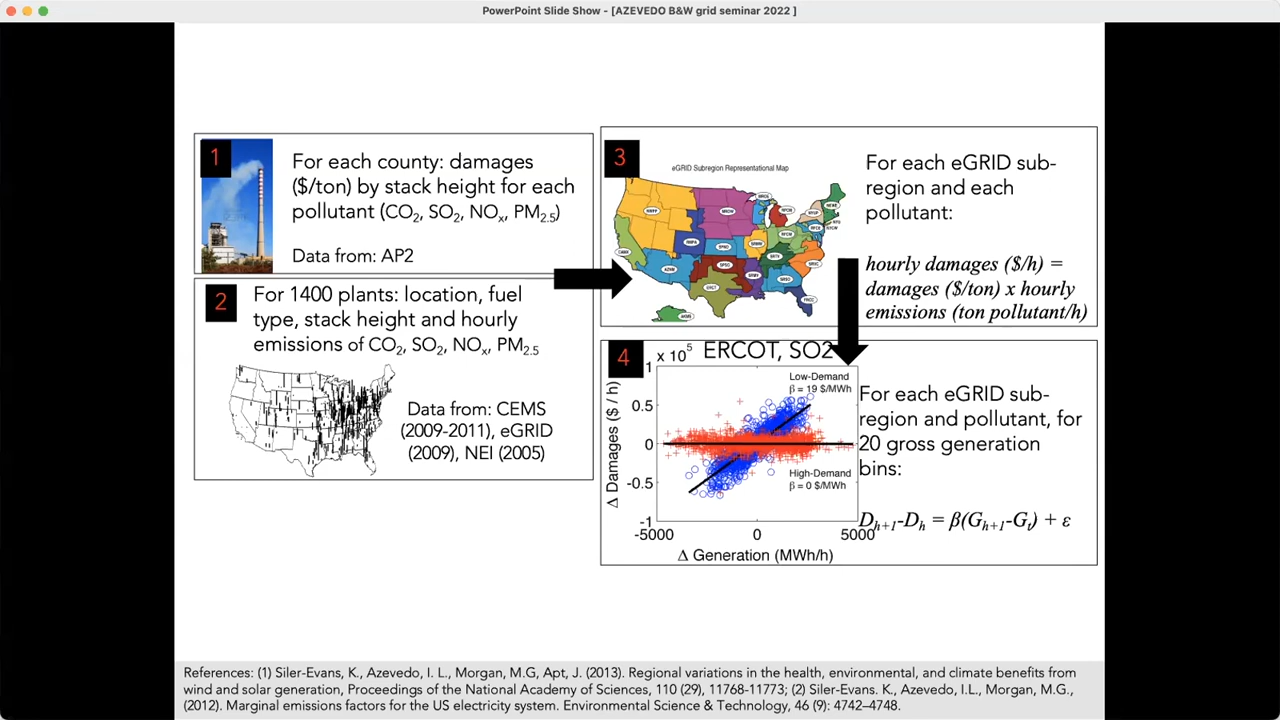 PowerPoint Slide Show - [AZEVEDO B&W grid seminar 2022 ]
1
For each county: damages
($/ton) by stack height for each
pollutant (CO2, SO2, NOx, PM2.5)
Data from: AP2
2
For 1400 plants: location, fuel
type, stack height and hourly
emissions of CO2, SO2, NOx, PM2.5
Data from: CEMS
(2009-2011), eGRID
(2009), NEI (2005)
3
eGRID Subregion Representational Map
For each eGRID sub-
region and each
pollutant:
hourly damages ($/h) =
damages ($/ton) x hourly
emissions (ton pollutant/h)
4
x 10^5 ERCOT, SO2
1
0.5
0
-0.5
-1
Δ Damages ($ / h)
Low-Demand
β = 19 $/MWh
High-Demand
β = 0 $/MWh
-5000 0 5000
Δ Generation (MWh/h)
For each eGRID sub-
region and pollutant, for
20 gross generation
bins:
Dh+1-Dh = β(Gh+1-Gt) + ε
References: (1) Siler-Evans, K., Azevedo, I. L., Morgan, M.G, Apt, J. (2013). Regional variations in the health, environmental, and climate benefits from
wind and solar generation, Proceedings of the National Academy of Sciences, 110 (29), 11768-11773; (2) Siler-Evans. K., Azevedo, I.L., Morgan, M.G.,
(2012). Marginal emissions factors for the US electricity system. Environmental Science & Technology, 46 (9): 4742–4748.